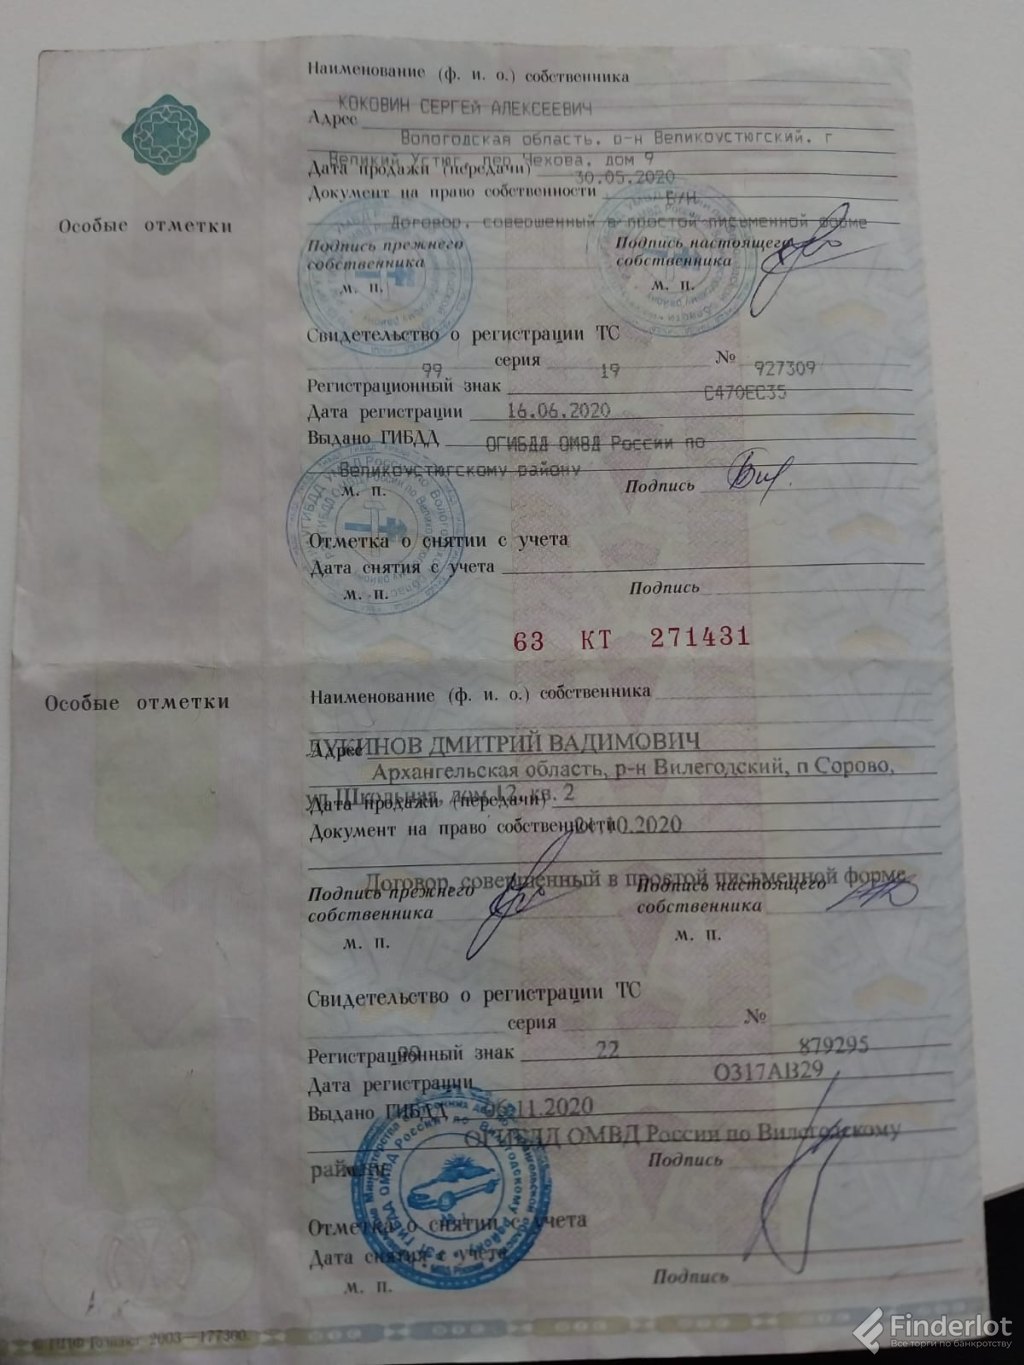 Наименование (ф. и. о.) собственника
КОКОВИН СЕРГЕЙ АЛЕКСЕЕВИЧ
Адрес
Вологодская область, р-н Великоустюгский, г
Великий Устюг, пер Чехова, дом 9
Дата продажи (передачи) 30.05.2020
Документ на право собственности Б/Н
Договор, совершенный в простой письменной форме
Особые отметки
Подпись прежнего собственника
Подпись настоящего собственника
м. п.
м. п.
Свидетельство о регистрации ТС
99 серия 19 № 927309
Регистрационный знак С470ЕС35
Дата регистрации 16.06.2020
Выдано ГИБДД ОГИБДД ОМВД России по
Великоустюгскому району
м. п.
Подпись
Отметка о снятии с учета
Дата снятия с учета
м. п.
Подпись
63 КТ 271431
Особые отметки
Наименование (ф. и. о.) собственника
ЛУКИНОВ ДМИТРИЙ ВАДИМОВИЧ
Адрес
Архангельская область, р-н Вилегодский, п Сорово,
ул Школьная, дом 12, кв. 2
Дата продажи (передачи)
Документ на право собственности
10.2020
Договор, совершенный в простой письменной форме
Подпись прежнего собственника
Подпись настоящего собственника
м. п.
м. п.
Свидетельство о регистрации ТС
серия №
99 22 879295
Регистрационный знак
О317АВ29
Дата регистрации
06.11.2020
Выдано ГИБДД
ОГИБДД ОМВД России по Вилегодскому
району
Подпись
Отметка о снятии с учета
Дата снятия с учета
м. п.
Подпись
Finderlot
Все торги по банкротству